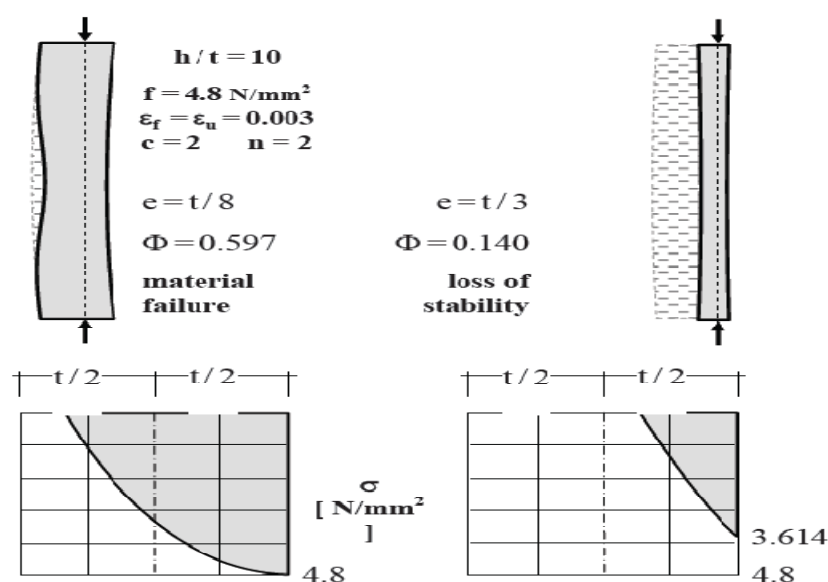 h/t=10
f=4.8 N/mm²
ε_f=ε_u=0.003
c=2 n=2
e=t/8
Φ=0.597
material
failure
e=t/3
Φ=0.140
loss of
stability
t/2 t/2
t/2 t/2
σ
[ N/mm²
]
4.8
3.614
4.8